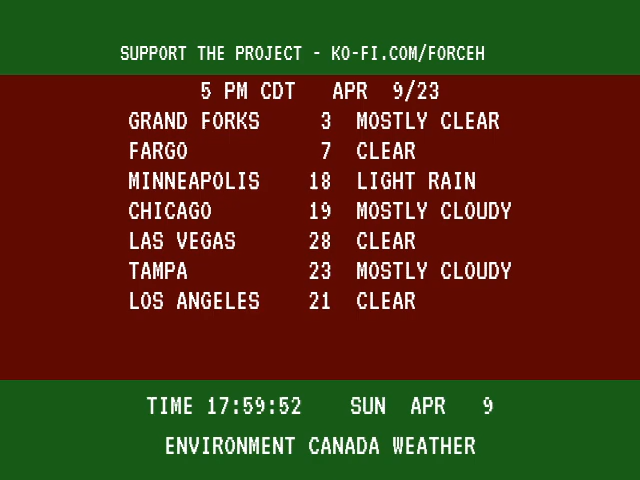 SUPPORT THE PROJECT - KO-FI.COM/FORCEH
5 PM CDT   APR  9/23
GRAND FORKS     3  MOSTLY CLEAR
FARGO           7  CLEAR
MINNEAPOLIS    18  LIGHT RAIN
CHICAGO        19  MOSTLY CLOUDY
LAS VEGAS      28  CLEAR
TAMPA          23  MOSTLY CLOUDY
LOS ANGELES    21  CLEAR
TIME 17:59:52    SUN  APR   9
ENVIRONMENT CANADA WEATHER